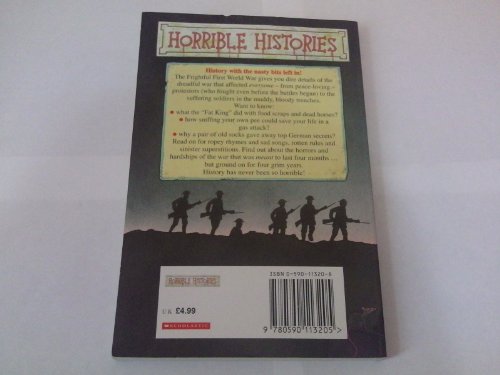 HORRIBLE HISTORIES
History with the nasty bits left in!
The Frightful First World War gives you dire details of the
dreadful war that affected everyone – from peace-loving
protestors (who fought even before the battles began) to the
suffering soldiers in the muddy, bloody trenches.
Want to know:
• what the "Fat King" did with food scraps and dead horses?
• how sniffing your own pee could save your life in a
gas attack?
• why a pair of old socks gave away top German secrets?
Read on for ropey rhymes and sad songs, rotten rules and
sinister superstitions. Find out about the horrors and
hardships of the war that was meant to last four months ...
but ground on for four grim years.
History has never been so horrible!
HORRIBLE HISTORIES
UK £4.99
SCHOLASTIC
ISBN 0-590-11320-6
9 780590 113205>